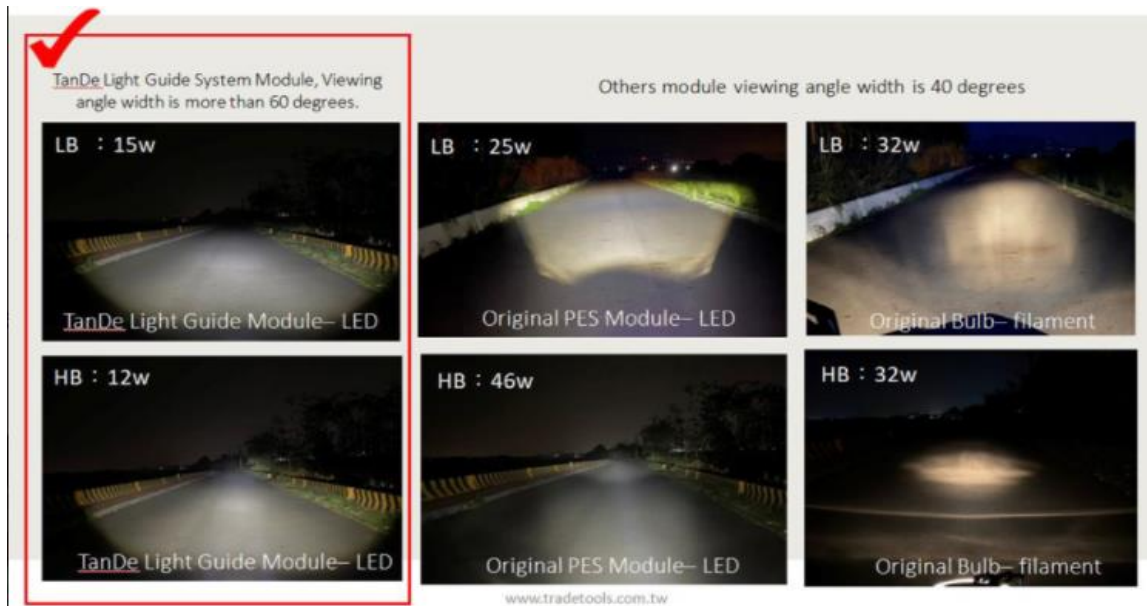 TanDe Light Guide System Module, Viewing
angle width is more than 60 degrees.
Others module viewing angle width is 40 degrees
LB ：15w
TanDe Light Guide Module– LED
LB ：25w
Original PES Module– LED
LB ：32w
Original Bulb– filament
HB：12w
TanDe Light Guide Module– LED
HB：46w
Original PES Module– LED
HB：32w
Original Bulb– filament
www.tradetools.com.tw